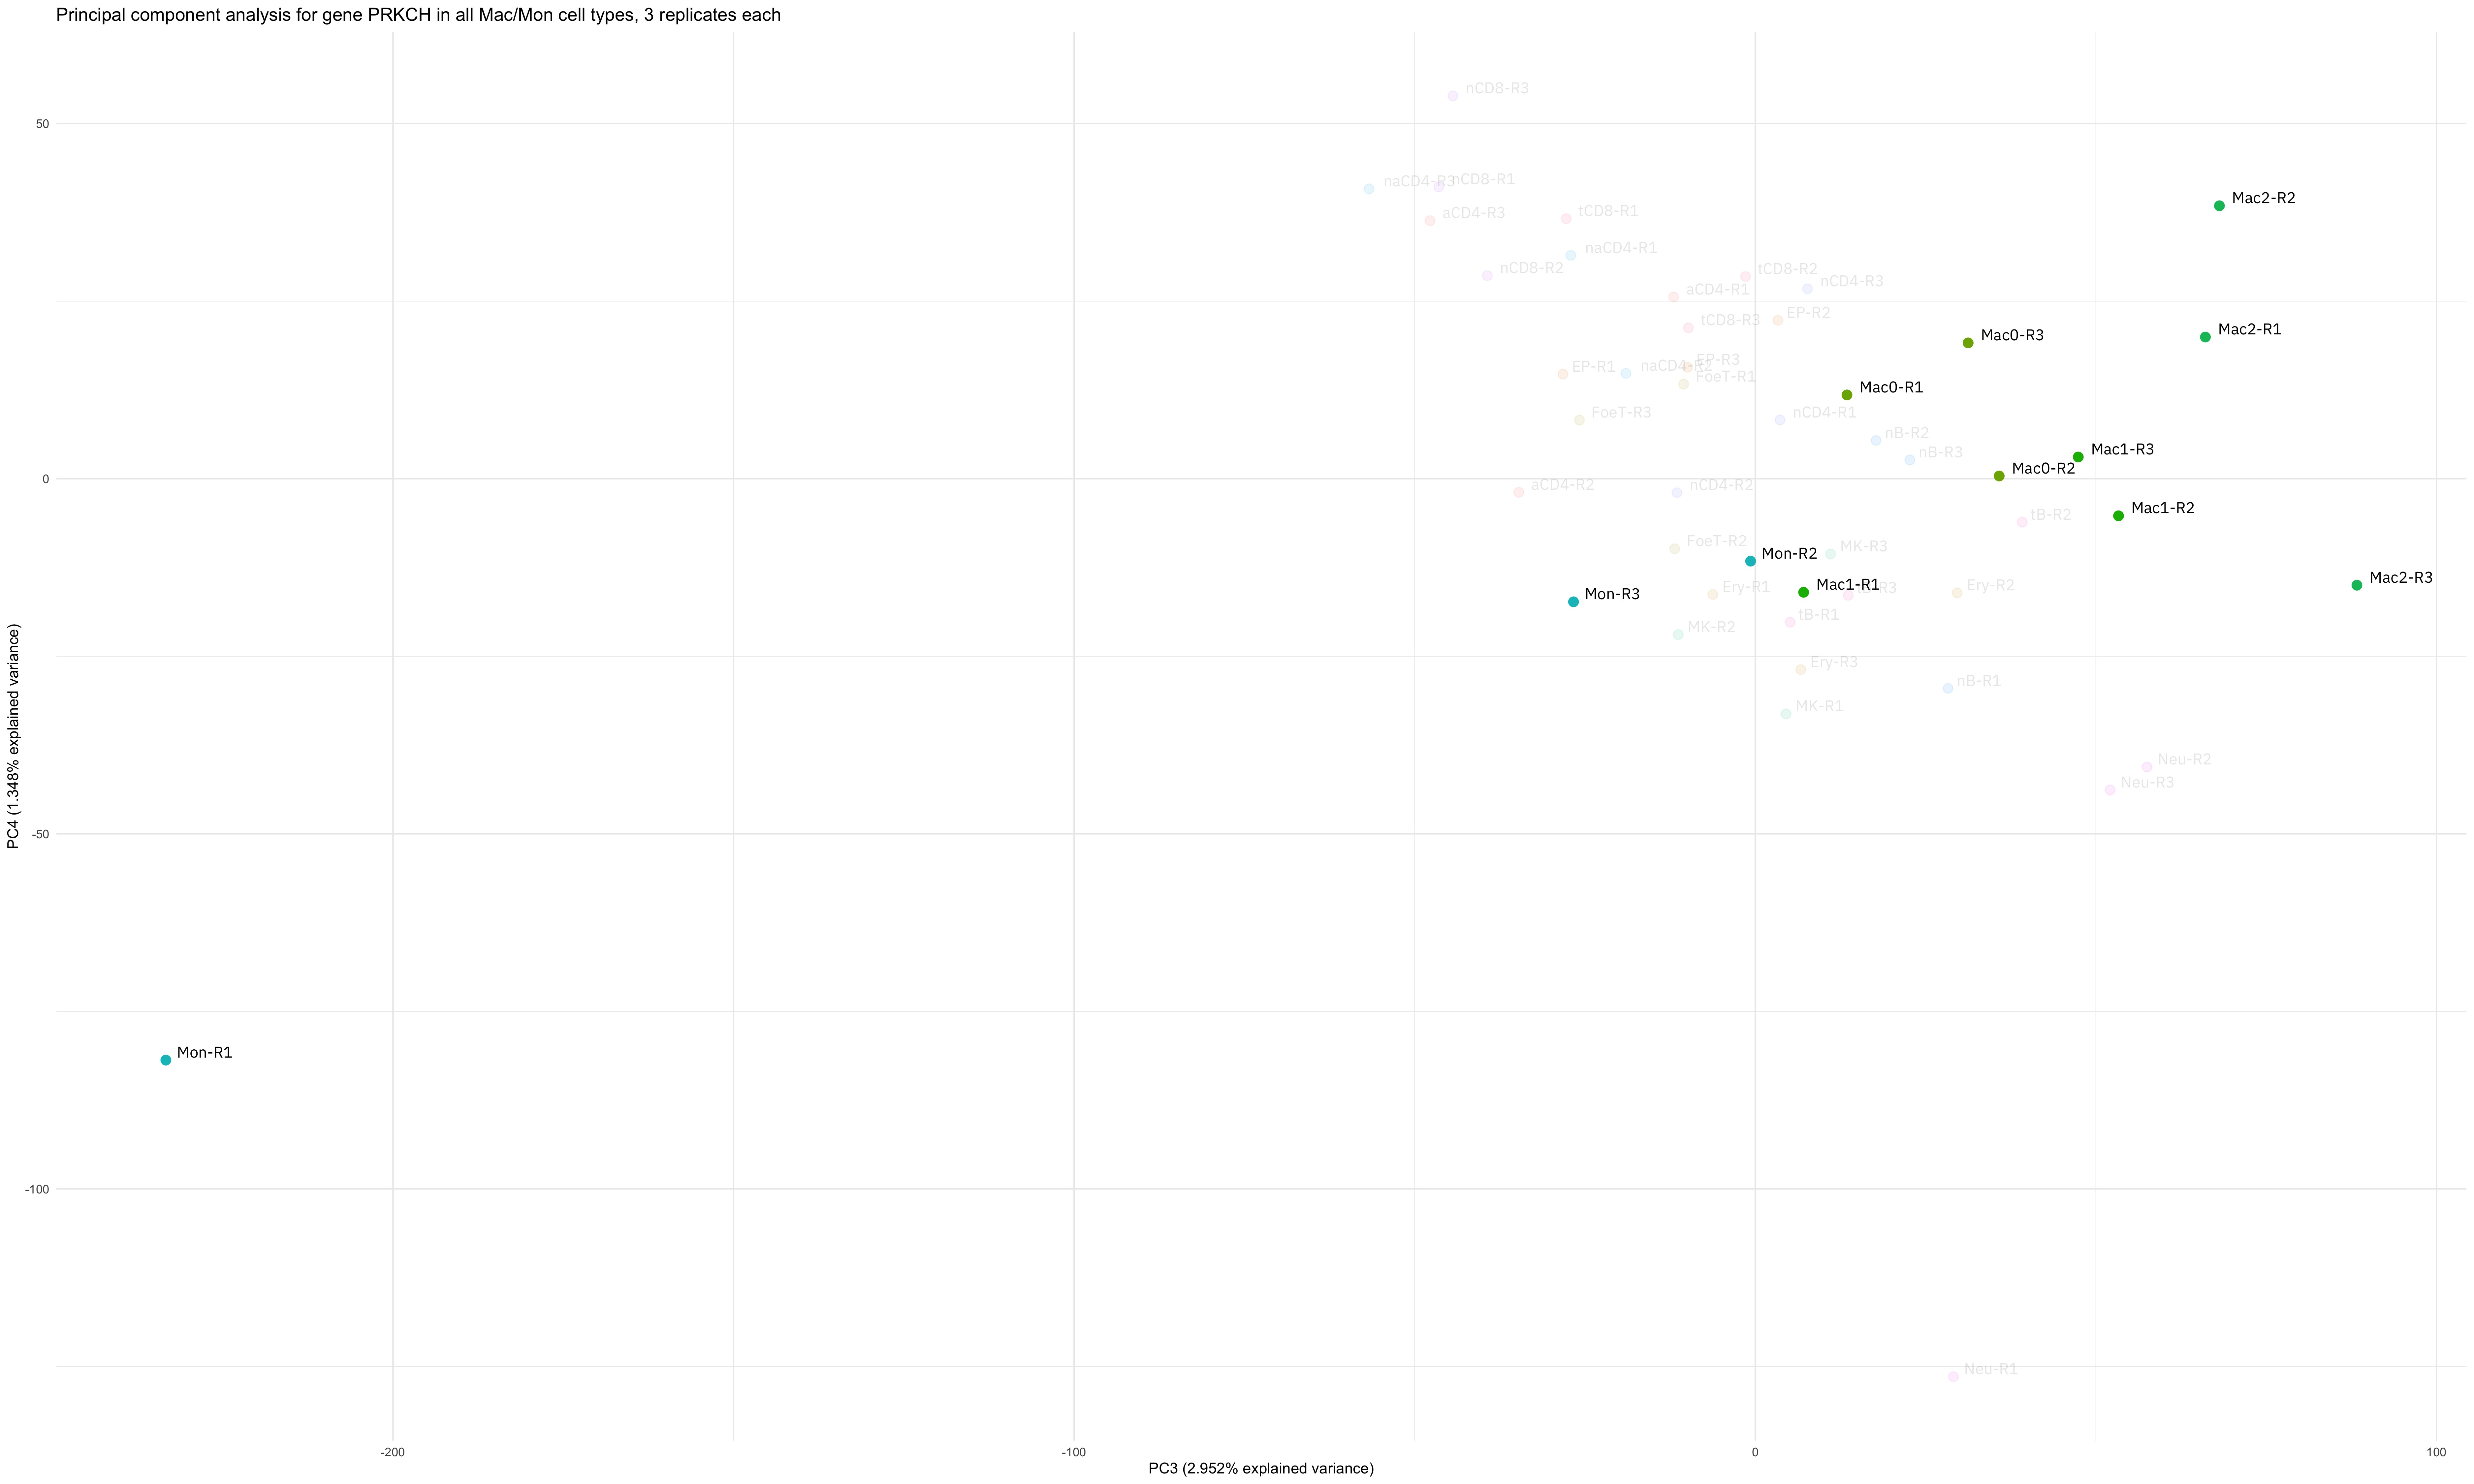 Principal component analysis for gene PRKCH in all Mac/Mon cell types, 3 replicates each
nCD8-R3
50
naCD4-R3
nCD8-R1
Mac2-R2
aCD4-R3
tCD8-R1
naCD4-R1
nCD8-R2
tCD8-R2
nCD4-R3
aCD4-R1
EP-R2
tCD8-R3
Mac2-R1
Mac0-R3
EP-R3
EP-R1
naCD4-R2
FoeT-R1
Mac0-R1
FoeT-R3
nCD4-R1
nB-R2
nB-R3
Mac1-R3
Mac0-R2
0
aCD4-R2
nCD4-R2
Mac1-R2
tB-R2
FoeT-R2
MK-R3
Mon-R2
Mac2-R3
Mac1-R1
Ery-R1
tB-R3
Ery-R2
Mon-R3
tB-R1
MK-R2
Ery-R3
nB-R1
MK-R1
PC4 (1.348% explained variance)
Neu-R2
Neu-R3
-50
Mon-R1
-100
Neu-R1
-200
-100
0
100
PC3 (2.952% explained variance)